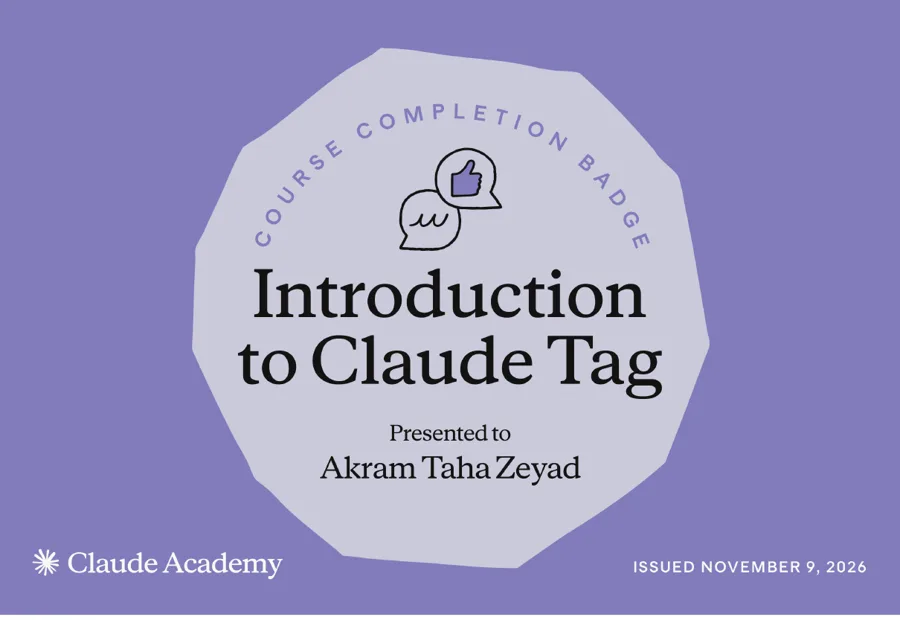 COURSE COMPLETION BADGE
Introduction
to Claude Tag
Presented to
Akram Taha Zeyad
Claude Academy
ISSUED NOVEMBER 9, 2026